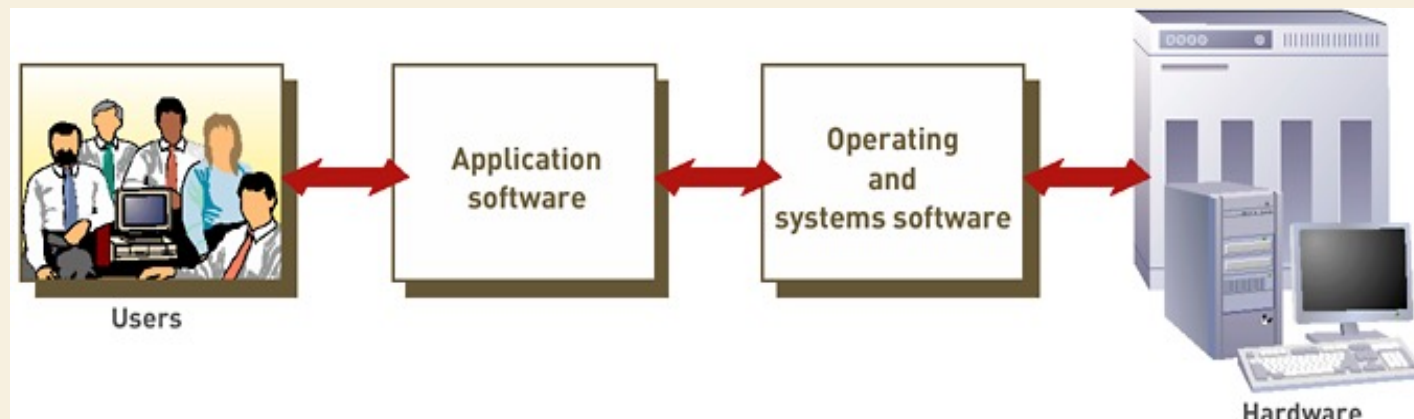 Users
Application
software
Operating
and
systems software
Hardware